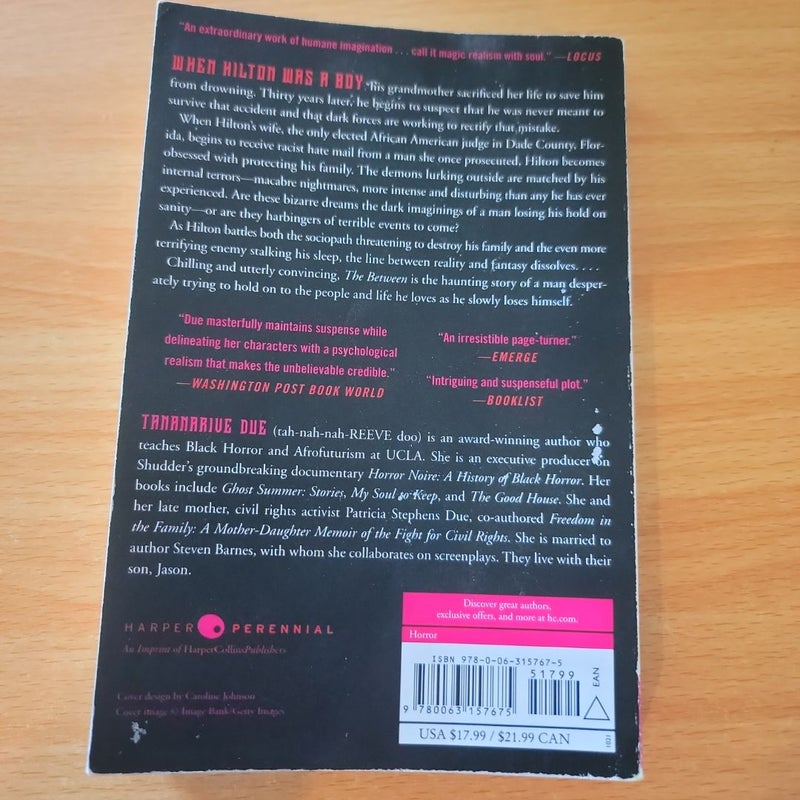 "An extraordinary work of humane imagination . . . call it magic realism with soul." —LOCUS
WHEN HILTON WAS A BOY, his grandmother sacrificed her life to save him
from drowning. Thirty years later, he begins to suspect that he was never meant to
survive that accident and that dark forces are working to rectify that mistake.
When Hilton's wife, the only elected African American judge in Dade County, Flor-
ida, begins to receive racist hate mail from a man she once prosecuted, Hilton becomes
obsessed with protecting his family. The demons lurking outside are matched by his
internal terrors—macabre nightmares, more intense and disturbing than any he has ever
experienced. Are these bizarre dreams the dark imaginings of a man losing his hold on
sanity—or are they harbingers of terrible events to come?
As Hilton battles both the sociopath threatening to destroy his family and the even more
terrifying enemy stalking his sleep, the line between reality and fantasy dissolves. . . .
Chilling and utterly convincing, The Between is the haunting story of a man desper-
ately trying to hold on to the people and life he loves as he slowly loses himself.
"Due masterfully maintains suspense while
delineating her characters with a psychological
realism that makes the unbelievable credible."
—WASHINGTON POST BOOK WORLD
"An irresistible page-turner."
—EMERGE
"Intriguing and suspenseful plot."
—BOOKLIST
TANANARIVE DUE (tah-nah-nah-REEVE doo) is an award-winning author who
teaches Black Horror and Afrofuturism at UCLA. She is an executive producer on
Shudder's groundbreaking documentary Horror Noire: A History of Black Horror. Her
books include Ghost Summer: Stories, My Soul to Keep, and The Good House. She and
her late mother, civil rights activist Patricia Stephens Due, co-authored Freedom in
the Family: A Mother-Daughter Memoir of the Fight for Civil Rights. She is married to
author Steven Barnes, with whom she collaborates on screenplays. They live with their
son, Jason.
HARPER PERENNIAL
An Imprint of HarperCollinsPublishers
Cover design by Caroline Johnson
Cover image © Image Bank/Getty Images
Discover great authors,
exclusive offers, and more at hc.com.
Horror
ISBN 978-0-06-315767-5
51799
EAN
9 780063 157675
USA $17.99 / $21.99 CAN
1021